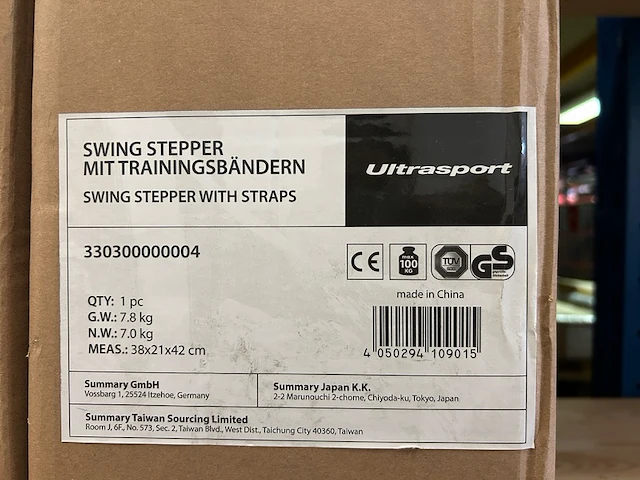 SWING STEPPER
MIT TRAININGSBÄNDERN
SWING STEPPER WITH STRAPS
Ultrasport
330300000004
CE
max
100
KG
TÜV
GS
made in China
QTY: 1 pc
G.W.: 7.8 kg
N.W.: 7.0 kg
MEAS.: 38x21x42 cm
4 050294 109015
Summary GmbH
Vossbarg 1, 25524 Itzehoe, Germany
Summary Japan K.K.
2-2 Marunouchi 2-chome, Chiyoda-ku, Tokyo, Japan
Summary Taiwan Sourcing Limited
Room J, 6F., No. 573, Sec. 2, Taiwan Blvd., West Dist., Taichung City 40360, Taiwan